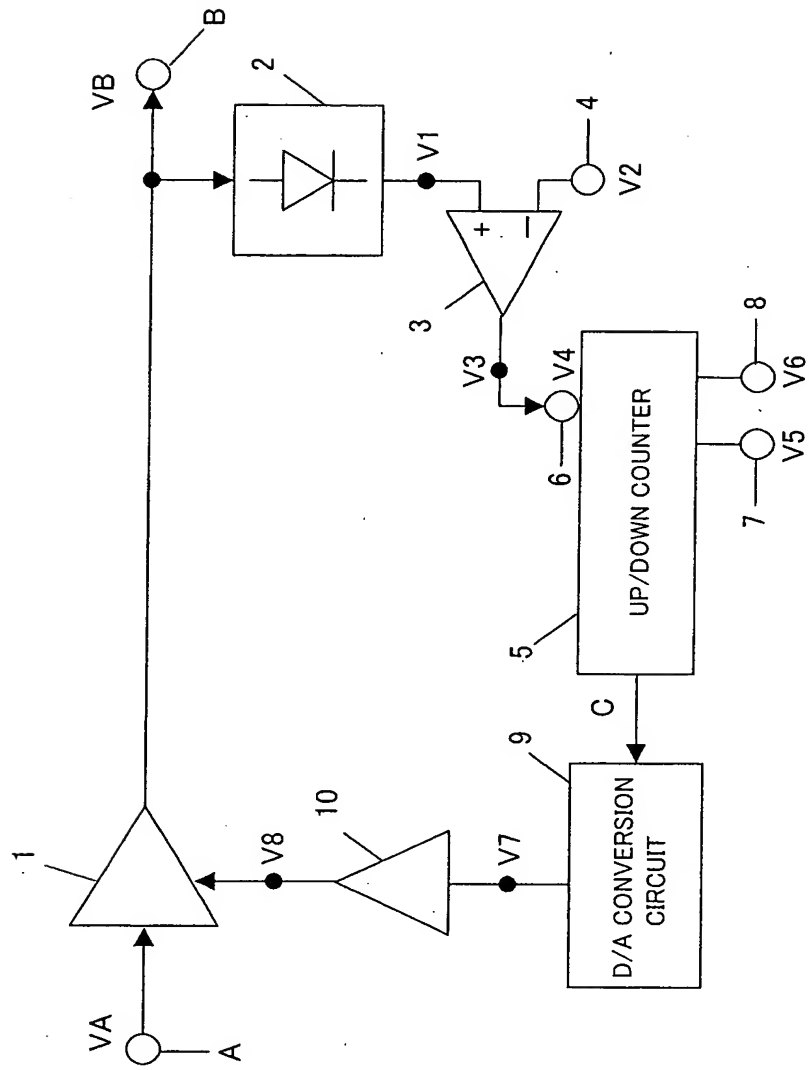 VA
A
1
VB
B
2
V1
4
V2
+
−
3
V3
V4
6
UP/DOWN COUNTER
5
7
V5
V6
8
C
9
D/A CONVERSION
CIRCUIT
V7
10
V8